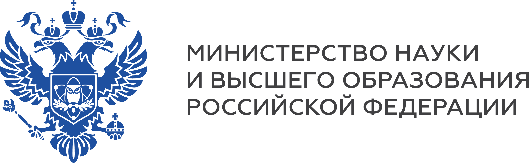 МИНИСТЕРСТВО НАУКИ
И ВЫСШЕГО ОБРАЗОВАНИЯ
РОССИЙСКОЙ ФЕДЕРАЦИИ